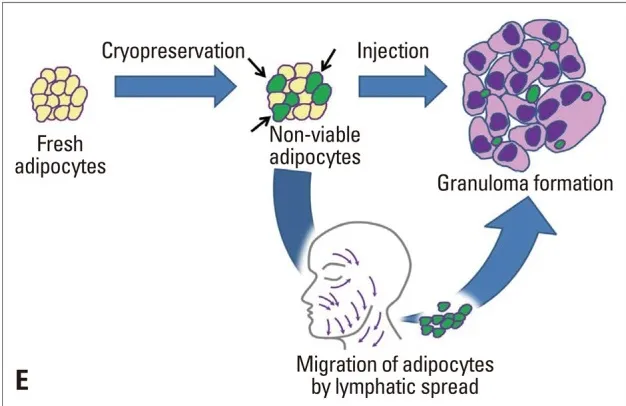 Cryopreservation
Injection
Fresh
adipocytes
Non-viable
adipocytes
Granuloma formation
Migration of adipocytes
by lymphatic spread
E